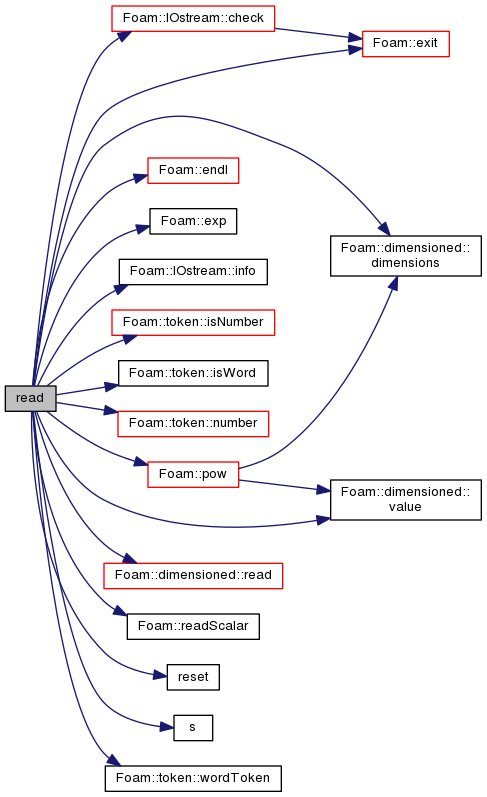 Foam::IOstream::check
Foam::exit
Foam::endl
Foam::exp
Foam::dimensioned::
dimensions
Foam::IOstream::info
Foam::token::isNumber
Foam::token::isWord
read
Foam::token::number
Foam::pow
Foam::dimensioned::
value
Foam::dimensioned::read
Foam::readScalar
reset
s
Foam::token::wordToken